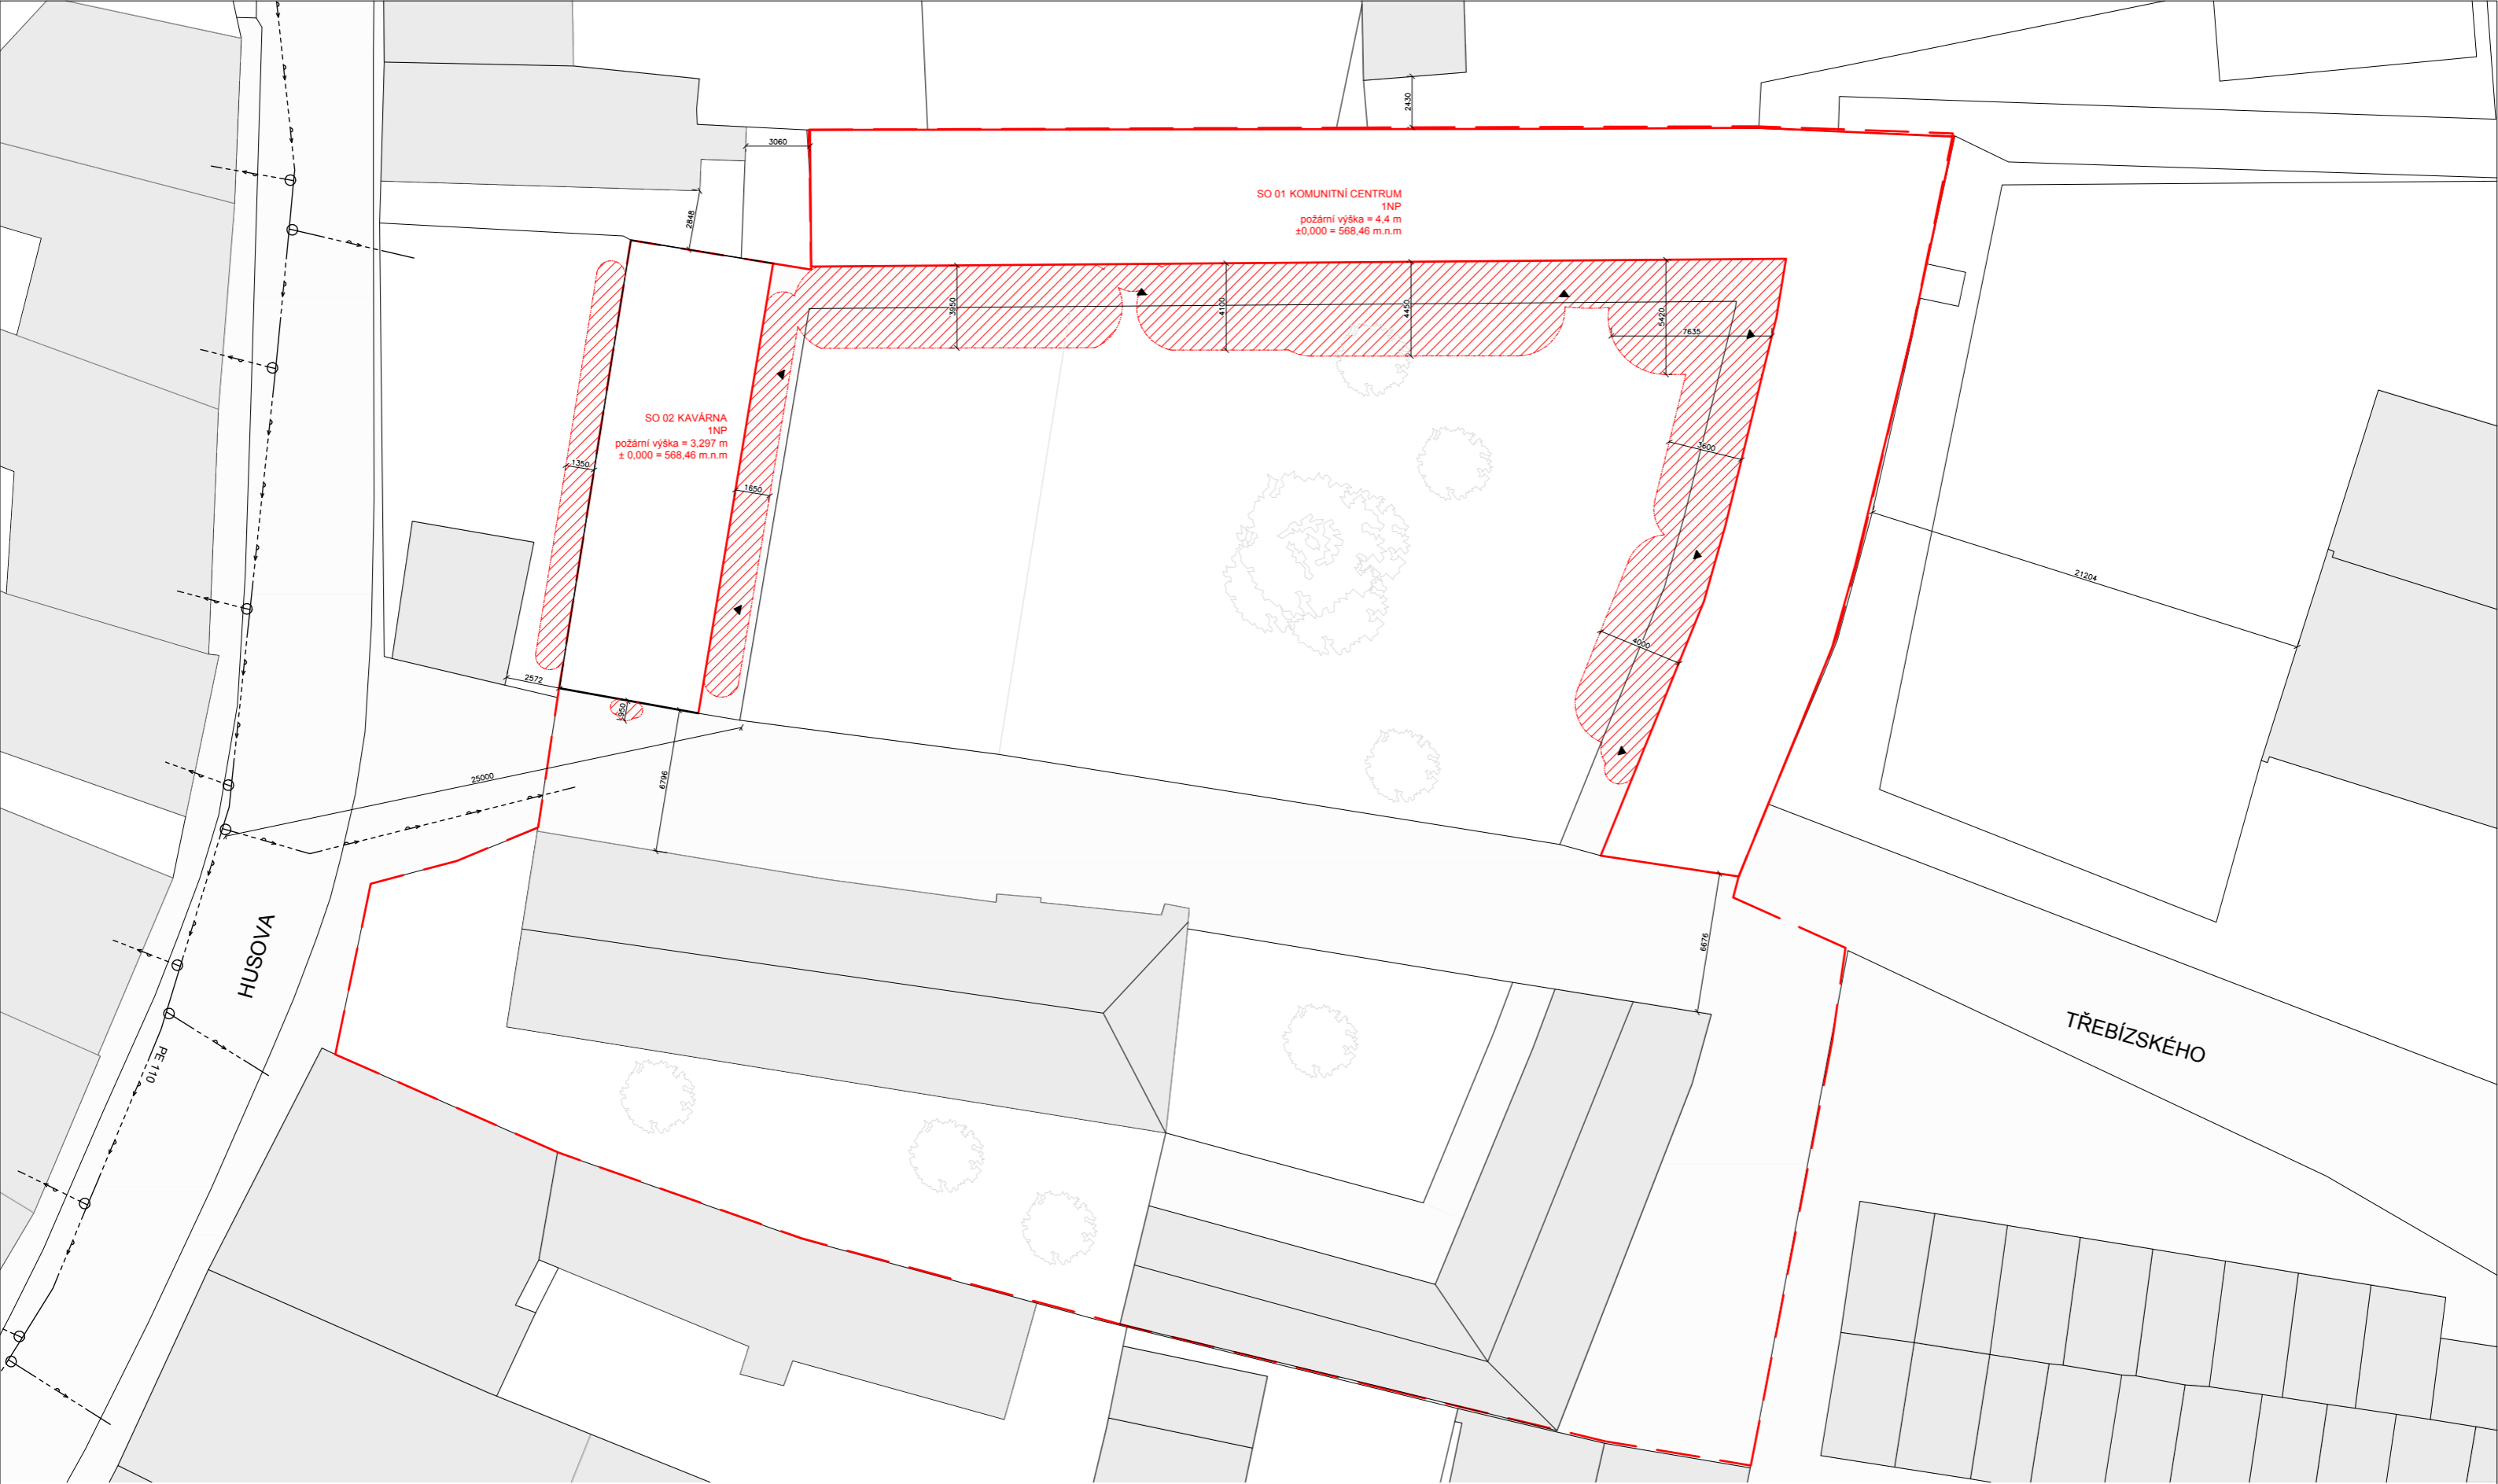 2430
3060
SO 01 KOMUNITNÍ CENTRUM
1NP
požární výška = 4,4 m
±0,000 = 568,46 m.n.m
2848
3950
4100
4450
5420
7635
SO 02 KAVÁRNA
1NP
požární výška = 3,297 m
± 0,000 = 568,46 m.n.m
1350
1650
3600
21204
4000
2572
1950
25000
6796
HUSOVA
6676
TŘEBÍZSKÉHO
PE 110